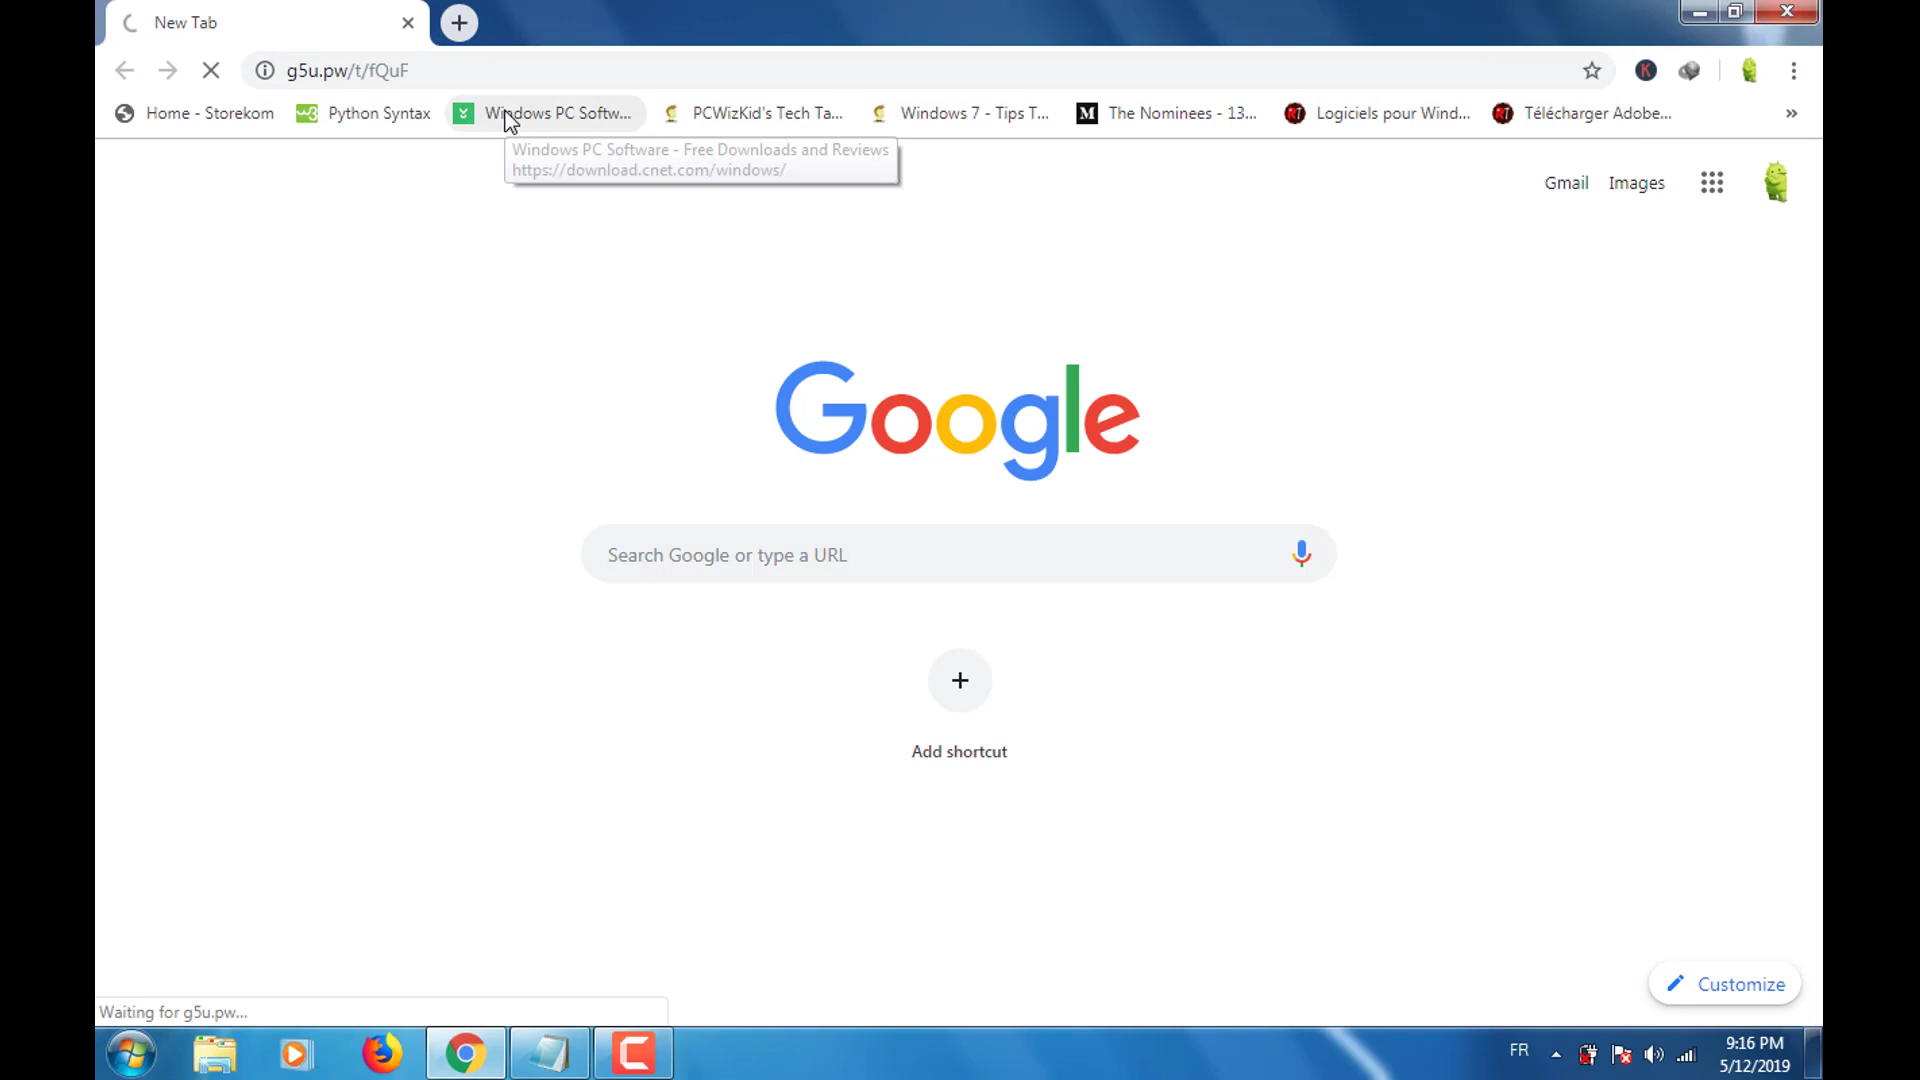 New Tab
g5u.pw/t/fQuF
Home - Storekom Python Syntax Windows PC Softw... PCWizKid's Tech Ta... Windows 7 - Tips T... The Nominees - 13... Logiciels pour Wind... Télécharger Adobe... »
Windows PC Software - Free Downloads and Reviews
https://download.cnet.com/windows/
Gmail Images
Google
Search Google or type a URL
Add shortcut
Customize
Waiting for g5u.pw...
FR 9:16 PM
5/12/2019